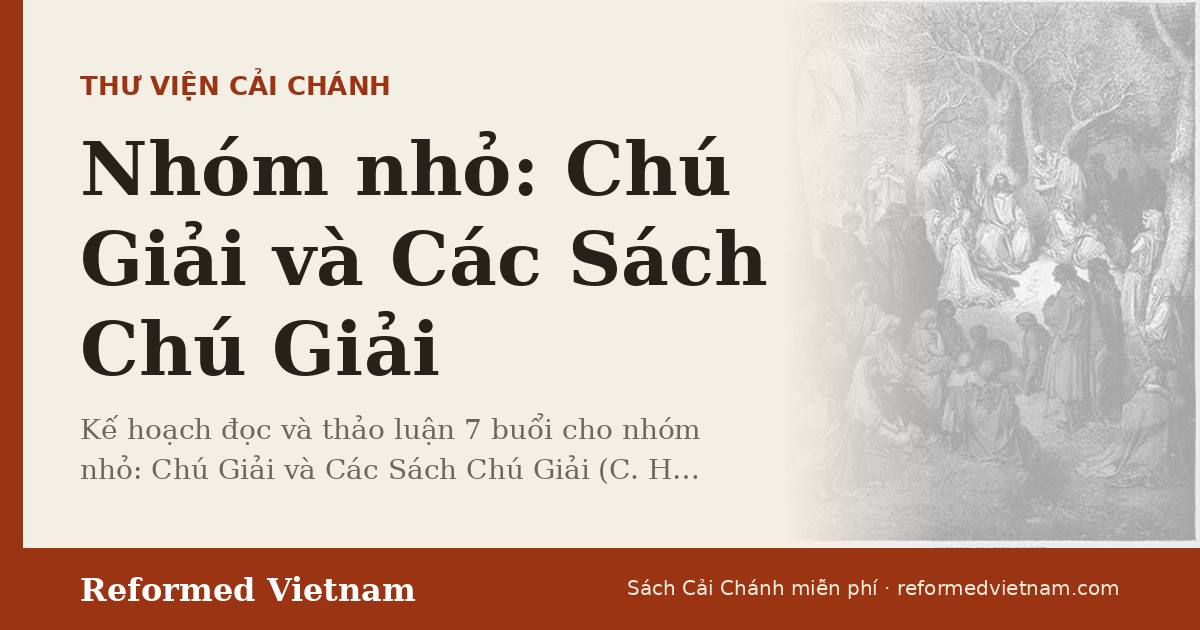 THƯ VIỆN CẢI CHÁNH
Nhóm nhỏ: Chú
Giải và Các Sách
Chú Giải
Kế hoạch đọc và thảo luận 7 buổi cho nhóm
nhỏ: Chú Giải và Các Sách Chú Giải (C. H...
Reformed Vietnam
Sách Cải Chánh miễn phí · reformedvietnam.com